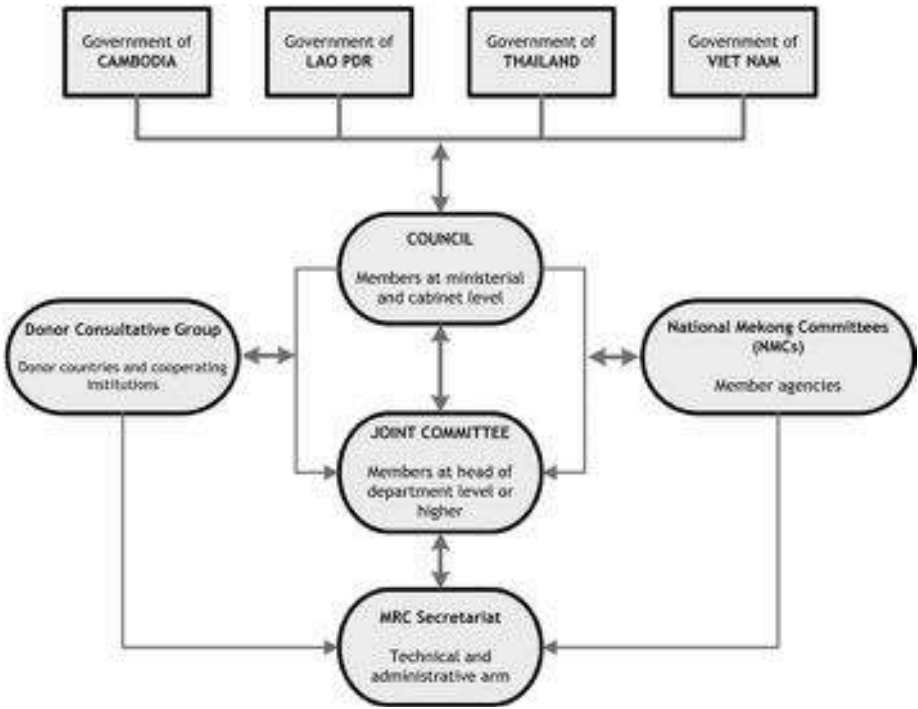 Government of
CAMBODIA
Government of
LAO PDR
Government of
THAILAND
Government of
VIET NAM
COUNCIL
Members at ministerial
and cabinet level
Donor Consultative Group
Donor countries and cooperating
institutions
National Mekong Committees
(NMCs)
Member agencies
JOINT COMMITTEE
Members at head of
department level or
higher
MRC Secretariat
Technical and
administrative arm